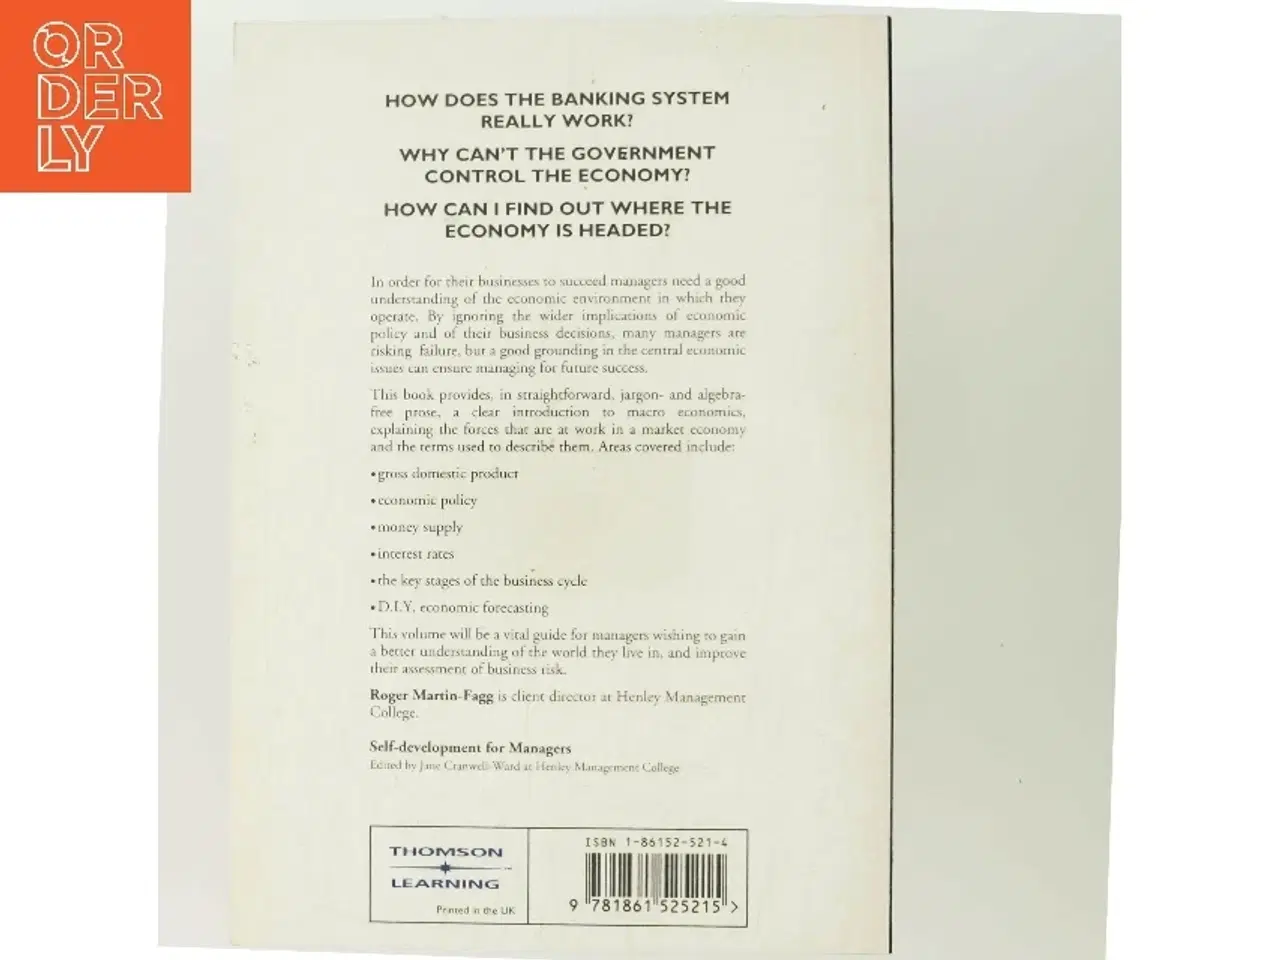 OR
DER
LY
HOW DOES THE BANKING SYSTEM
REALLY WORK?
WHY CAN'T THE GOVERNMENT
CONTROL THE ECONOMY?
HOW CAN I FIND OUT WHERE THE
ECONOMY IS HEADED?
In order for their businesses to succeed managers need a good
understanding of the economic environment in which they
operate. By ignoring the wider implications of economic
policy and of their business decisions, many managers are
risking failure, but a good grounding in the central economic
issues can ensure managing for future success.
This book provides, in straightforward, jargon- and algebra-
free prose, a clear introduction to macro economics,
explaining the forces that are at work in a market economy
and the terms used to describe them. Areas covered include:
•gross domestic product
•economic policy
•money supply
•interest rates
•the key stages of the business cycle
•D.I.Y. economic forecasting
This volume will be a vital guide for managers wishing to gain
a better understanding of the world they live in, and improve
their assessment of business risk.
Roger Martin-Fagg is client director at Henley Management
College.
Self-development for Managers
Edited by Jane Cranwell-Ward at Henley Management College
THOMSON
LEARNING
Printed in the UK
ISBN 1-86152-521-4
9 781861 525215 >